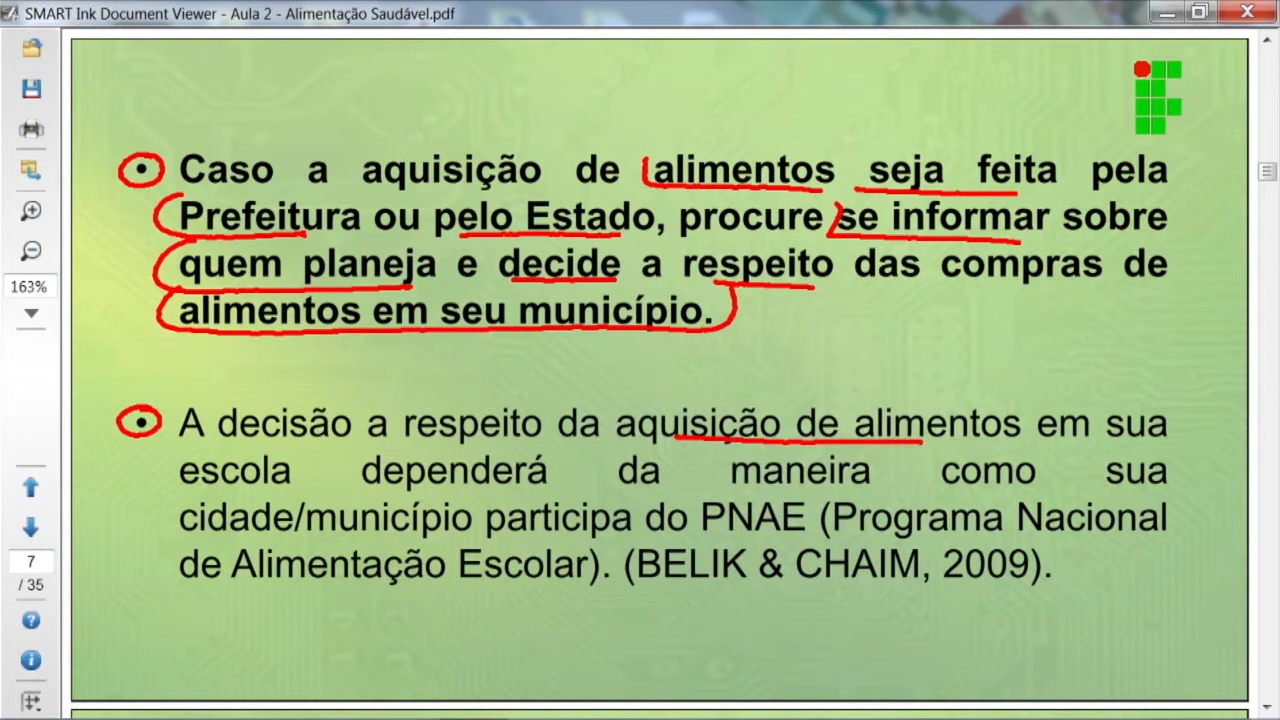 SMART Ink Document Viewer - Aula 2 - Alimentação Saudável.pdf
163%
7
/ 35
• Caso a aquisição de alimentos seja feita pela
Prefeitura ou pelo Estado, procure se informar sobre
quem planeja e decide a respeito das compras de
alimentos em seu município.
• A decisão a respeito da aquisição de alimentos em sua
escola dependerá da maneira como sua
cidade/município participa do PNAE (Programa Nacional
de Alimentação Escolar). (BELIK & CHAIM, 2009).